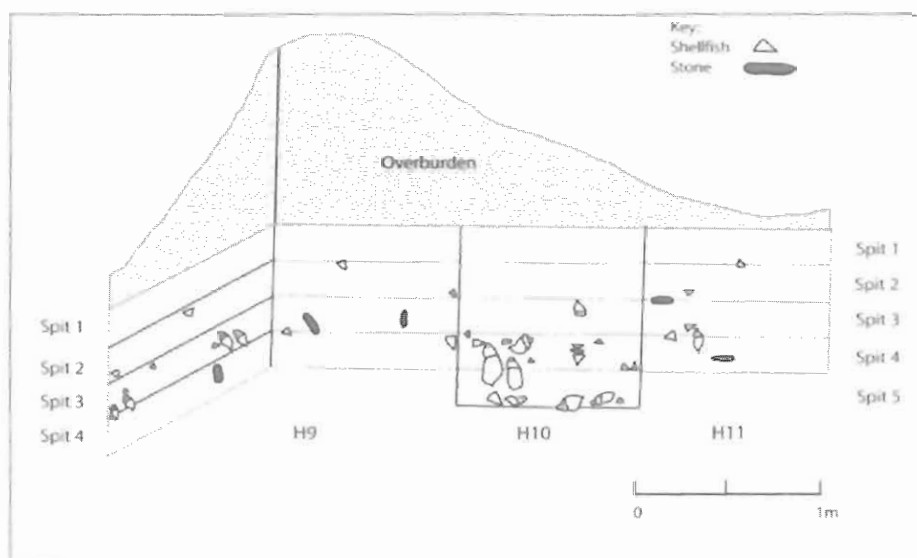 Key:
Shellfish
Stone
Overburden
Spit 1
Spit 2
Spit 3
Spit 4
Spit 1
Spit 2
Spit 3
Spit 4
Spit 5
H9
H10
H11
0
1m